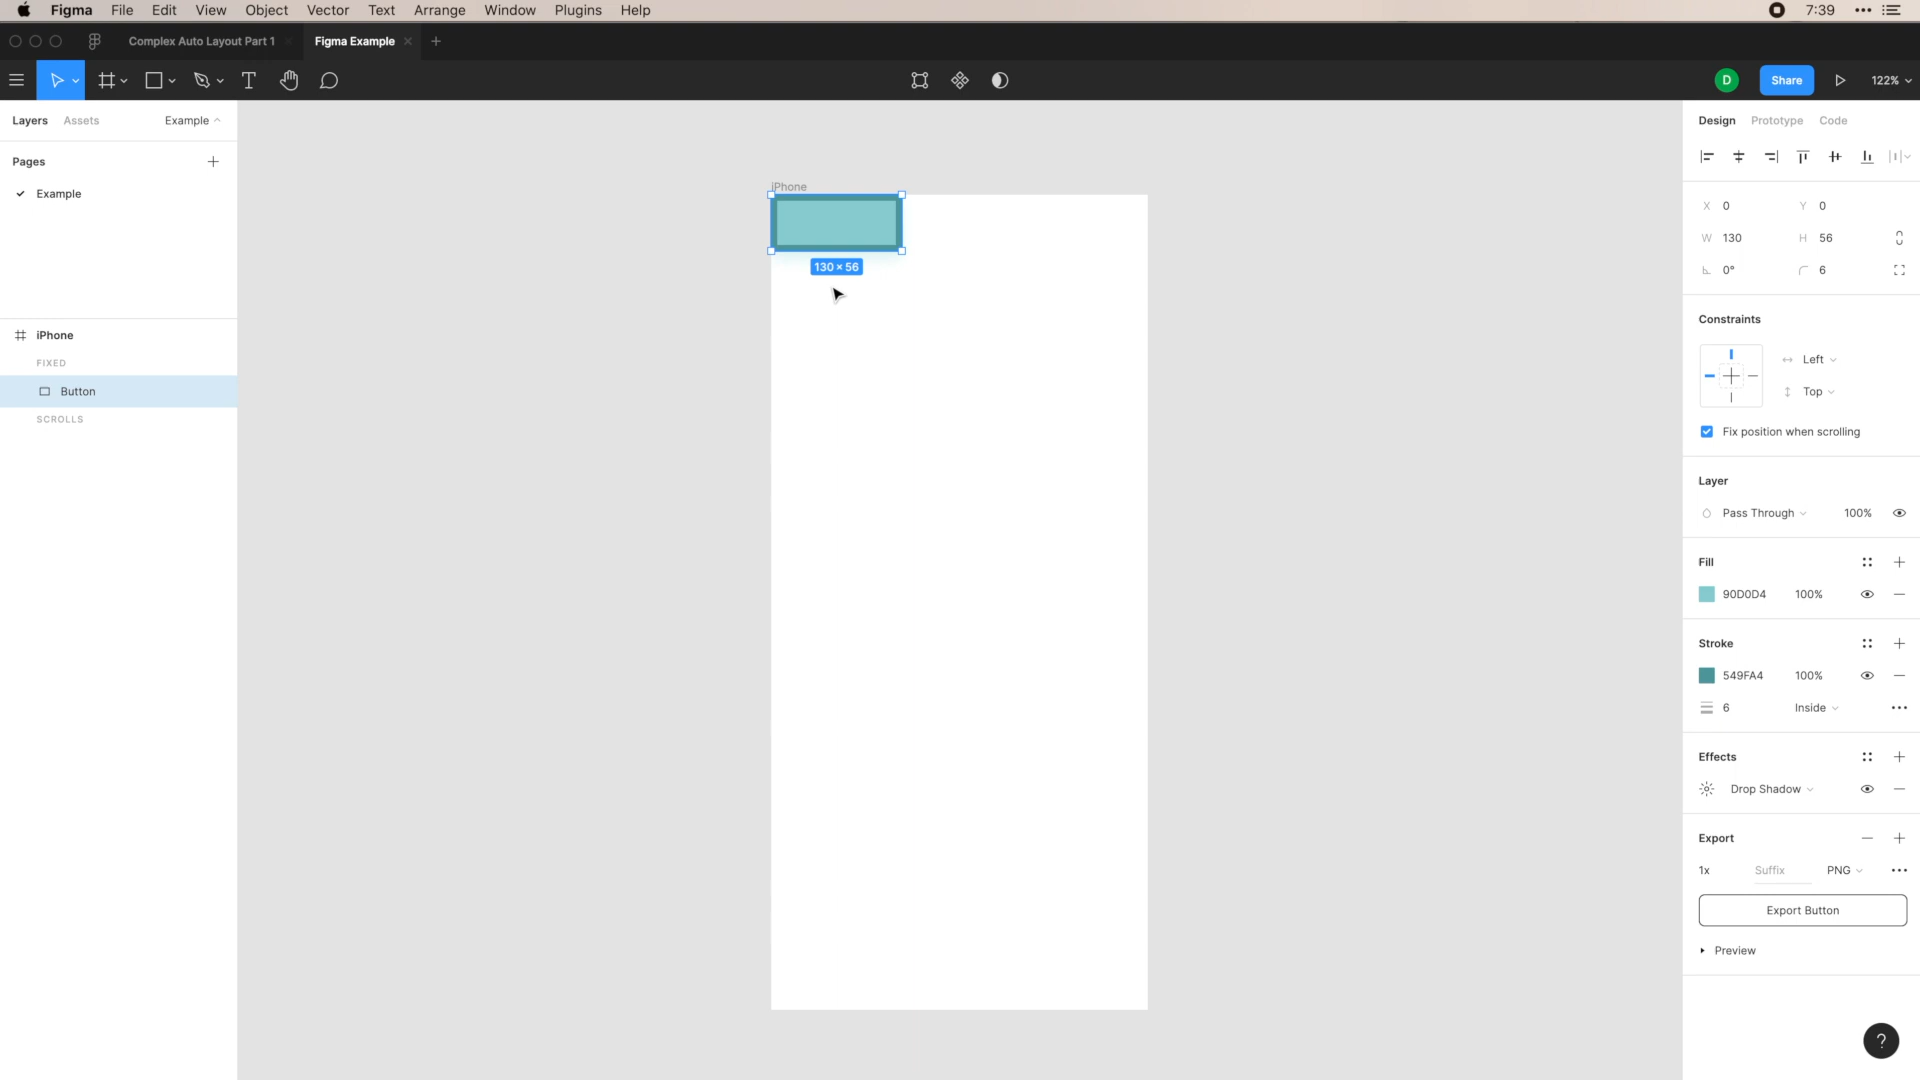 Figma File Edit View Object Vector Text Arrange Window Plugins Help 7:39
Complex Auto Layout Part 1 Figma Example
D Share 122%
Layers Assets Example
Pages
Example
iPhone
FIXED
Button
SCROLLS
iPhone
130 × 56
Design Prototype Code
X 0 Y 0
W 130 H 56
0° 6
Constraints
Left
Top
Fix position when scrolling
Layer
Pass Through 100%
Fill
90D0D4 100%
Stroke
549FA4 100%
6 Inside
Effects
Drop Shadow
Export
1x Suffix PNG
Export Button
Preview
?